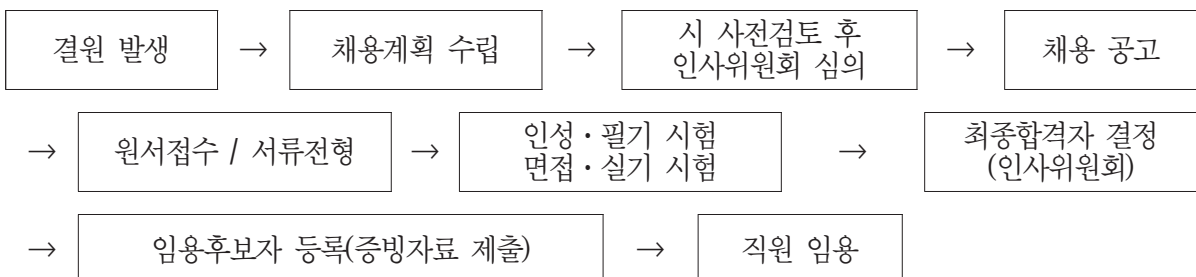 결원 발생 → 채용계획 수립 → 시 사전검토 후 인사위원회 심의 → 채용 공고
→ 원서접수 / 서류전형 → 인성・필기 시험 면접・실기 시험 → 최종합격자 결정 (인사위원회)
→ 임용후보자 등록(증빙자료 제출) → 직원 임용